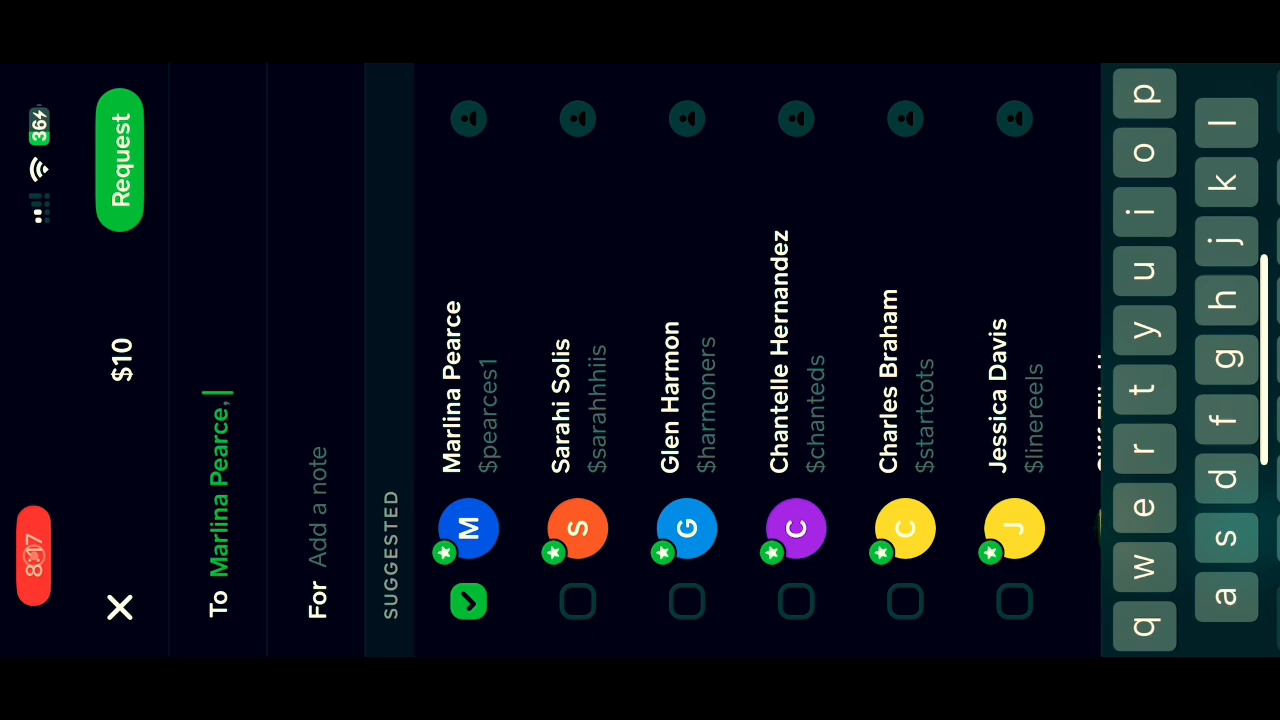 8:17
36
$10
Request
To Marlina Pearce,
For Add a note
SUGGESTED
M
Marlina Pearce
$pearces1
S
Sarahi Solis
$sarahhhiis
G
Glen Harmon
$harmoners
C
Chantelle Hernandez
$chanteds
C
Charles Braham
$startcots
J
Jessica Davis
$linereels
q w e r t y u i o p
a s d f g h j k l